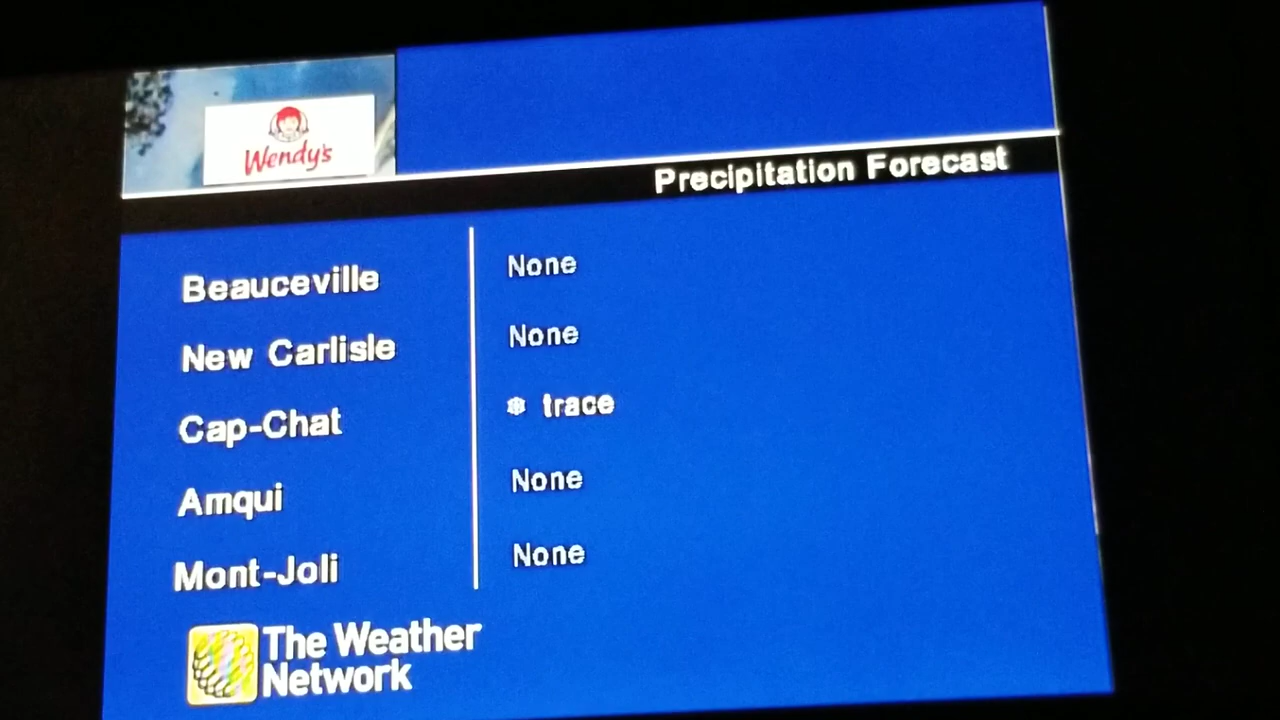 Wendy's
Precipitation Forecast
Beauceville None
New Carlisle None
Cap-Chat ❄ trace
Amqui None
Mont-Joli None
The Weather
Network